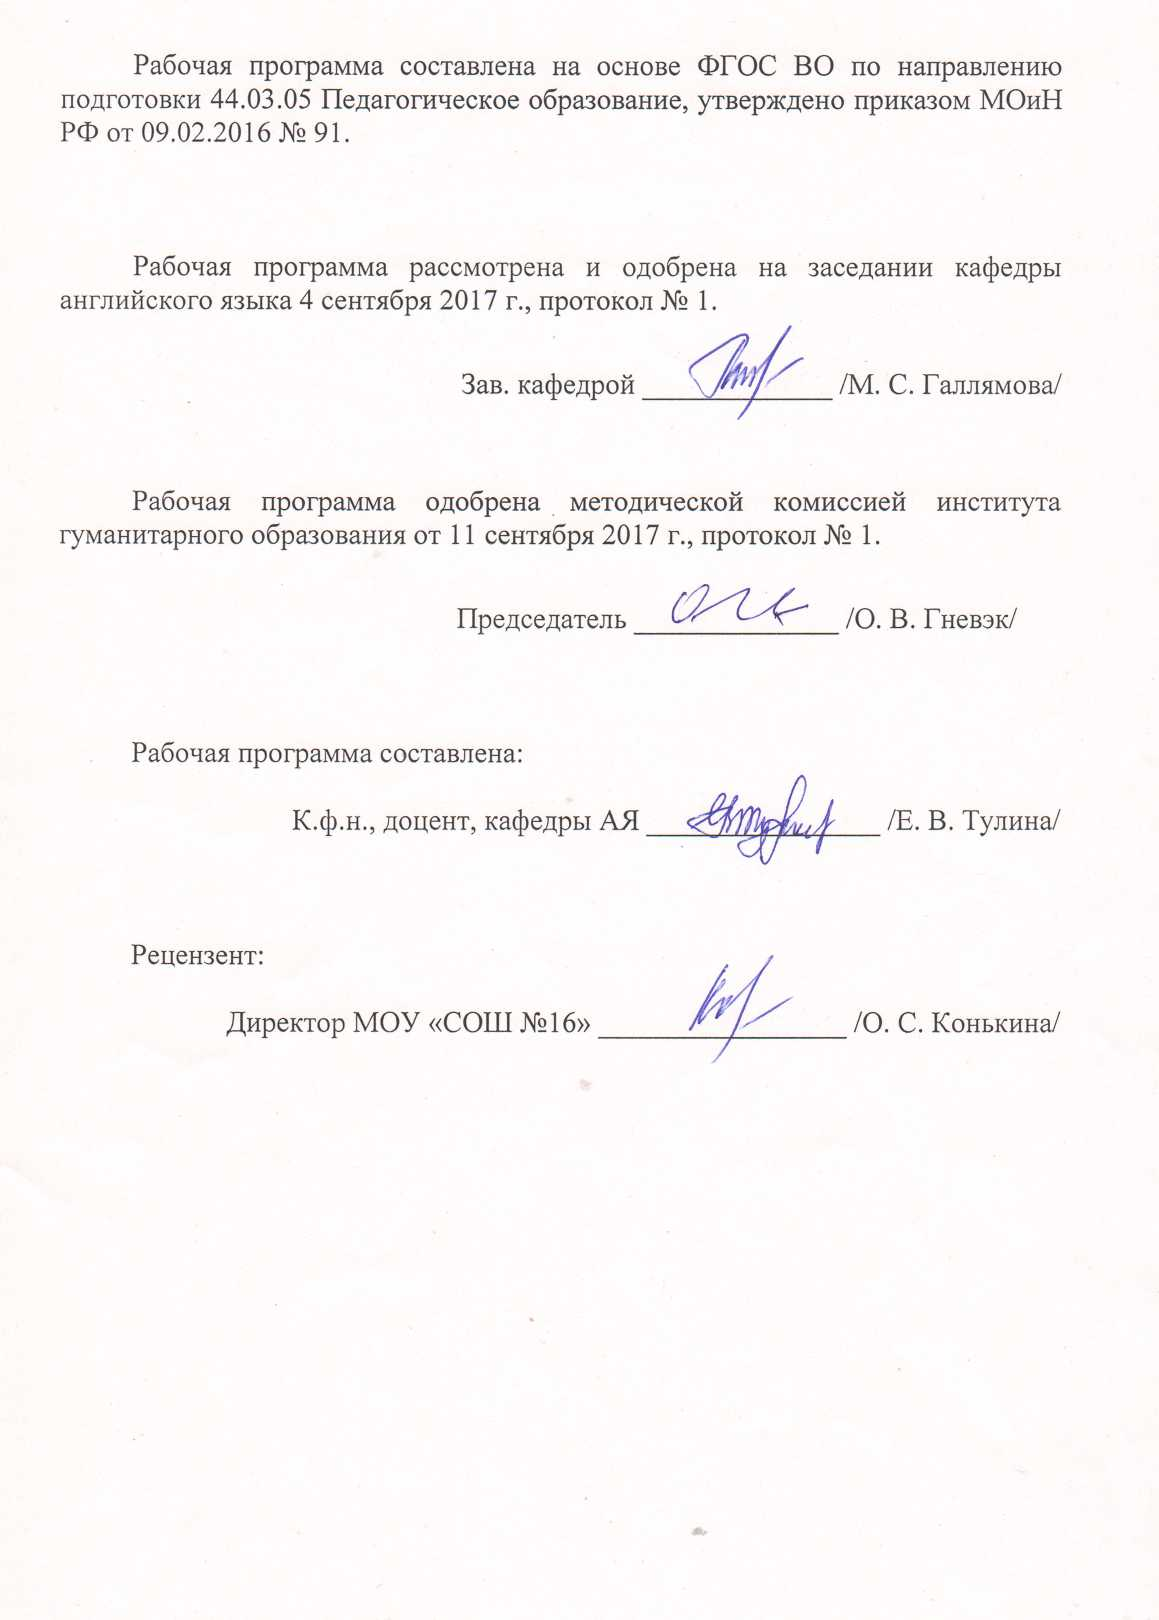 Рабочая программа составлена на основе ФГОС ВО по направлению
подготовки 44.03.05 Педагогическое образование, утверждено приказом МОиН
РФ от 09.02.2016 № 91.
Рабочая программа рассмотрена и одобрена на заседании кафедры
английского языка 4 сентября 2017 г., протокол № 1.
Зав. кафедрой _____________ /М. С. Галлямова/
Рабочая программа одобрена методической комиссией института
гуманитарного образования от 11 сентября 2017 г., протокол № 1.
Председатель ______________ /О. В. Гневэк/
Рабочая программа составлена:
К.ф.н., доцент, кафедры АЯ ________________ /Е. В. Тулина/
Рецензент:
Директор МОУ «СОШ №16» _________________ /О. С. Конькина/